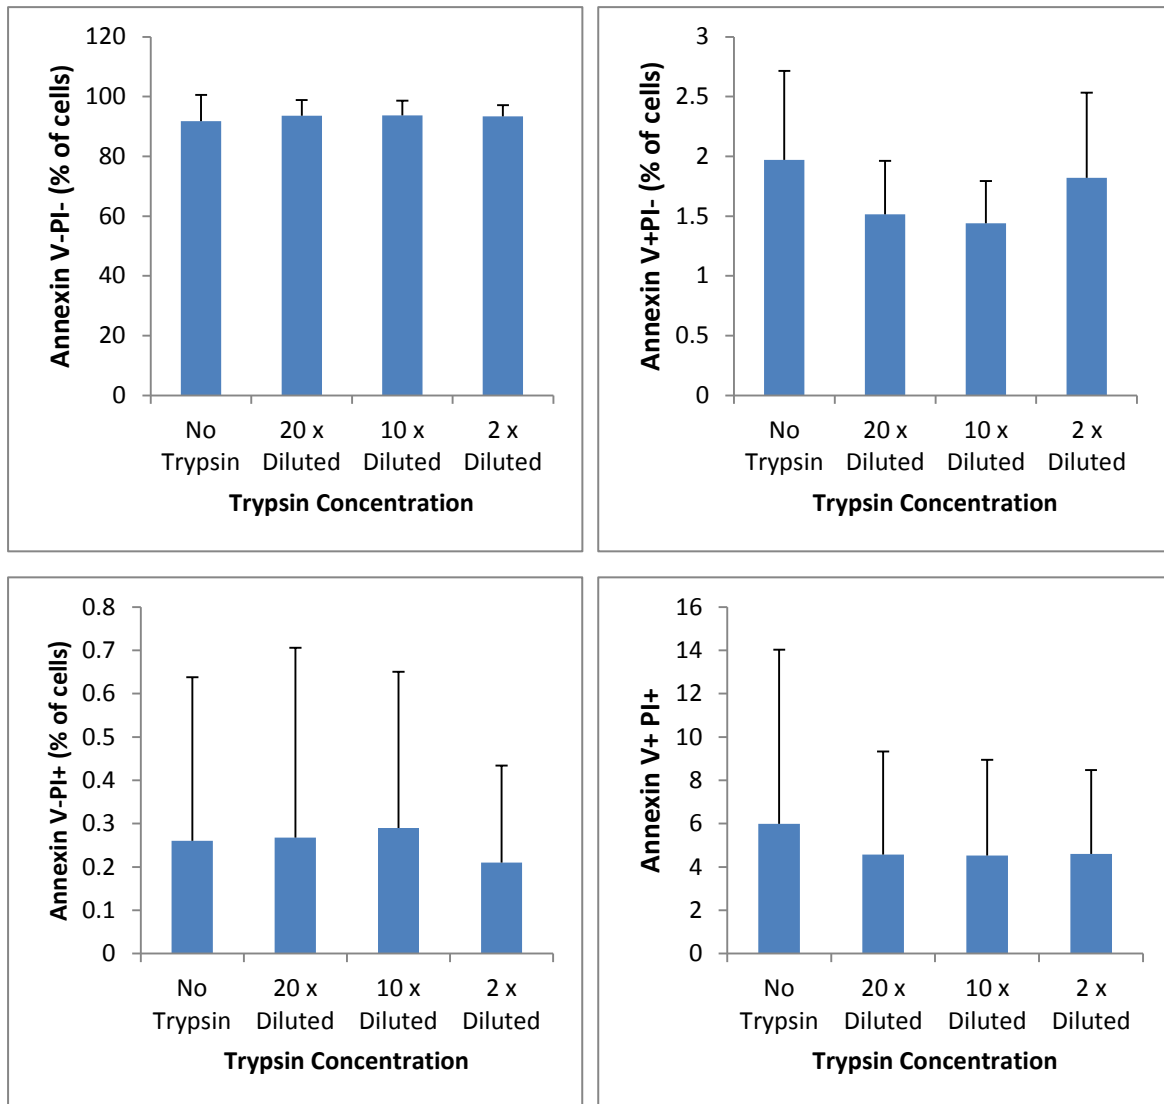 Annexin V-PI- (% of cells)
120
100
80
60
40
20
0
No Trypsin
20 x Diluted
10 x Diluted
2 x Diluted
Trypsin Concentration
Annexin V+PI- (% of cells)
3
2.5
2
1.5
1
0.5
0
No Trypsin
20 x Diluted
10 x Diluted
2 x Diluted
Trypsin Concentration
Annexin V-PI+ (% of cells)
0.8
0.7
0.6
0.5
0.4
0.3
0.2
0.1
0
No Trypsin
20 x Diluted
10 x Diluted
2 x Diluted
Trypsin Concentration
Annexin V+ PI+
16
14
12
10
8
6
4
2
0
No Trypsin
20 x Diluted
10 x Diluted
2 x Diluted
Trypsin Concentration